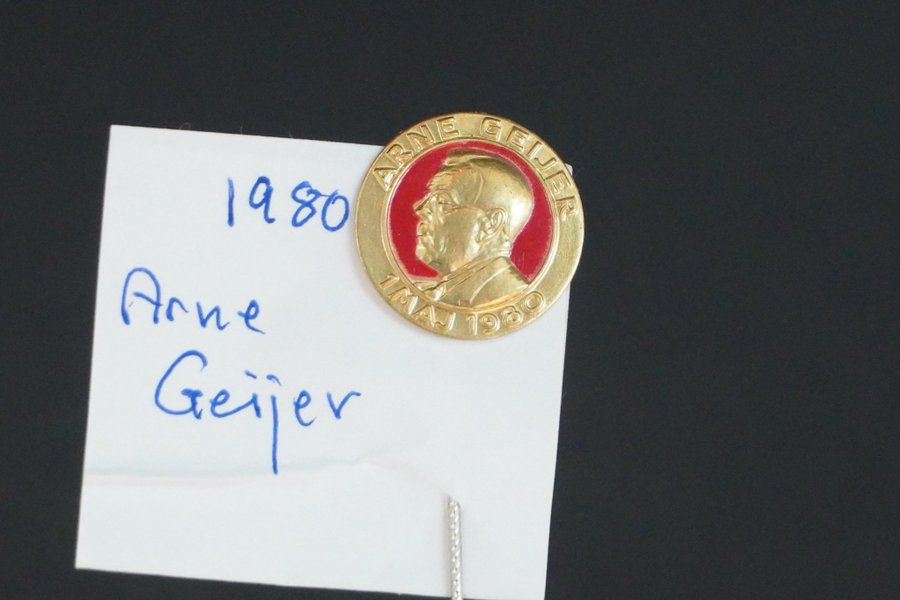 1980
Arne
Geijer
ARNE GEIJER
1 MAJ 1980